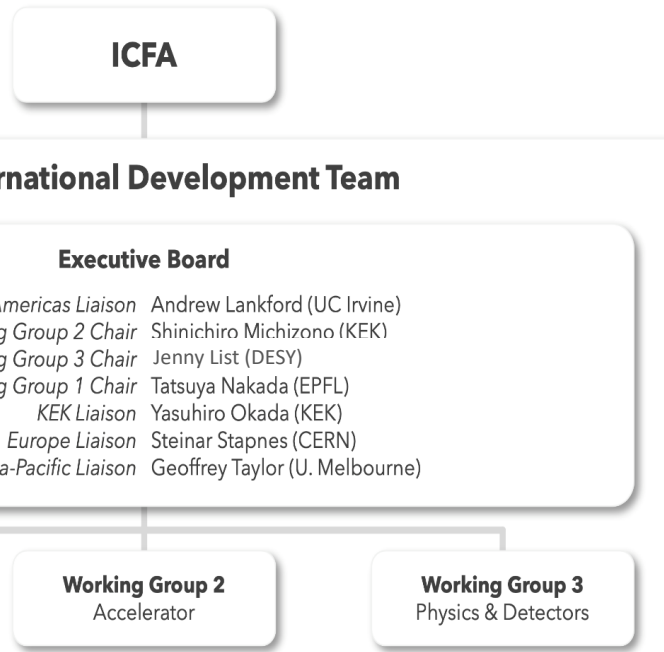 ICFA
rnational Development Team
Executive Board
Americas Liaison Andrew Lankford (UC Irvine)
g Group 2 Chair Shinichiro Michizono (KEK)
g Group 3 Chair Jenny List (DESY)
g Group 1 Chair Tatsuya Nakada (EPFL)
KEK Liaison Yasuhiro Okada (KEK)
Europe Liaison Steinar Stapnes (CERN)
a-Pacific Liaison Geoffrey Taylor (U. Melbourne)
Working Group 2
Accelerator
Working Group 3
Physics & Detectors